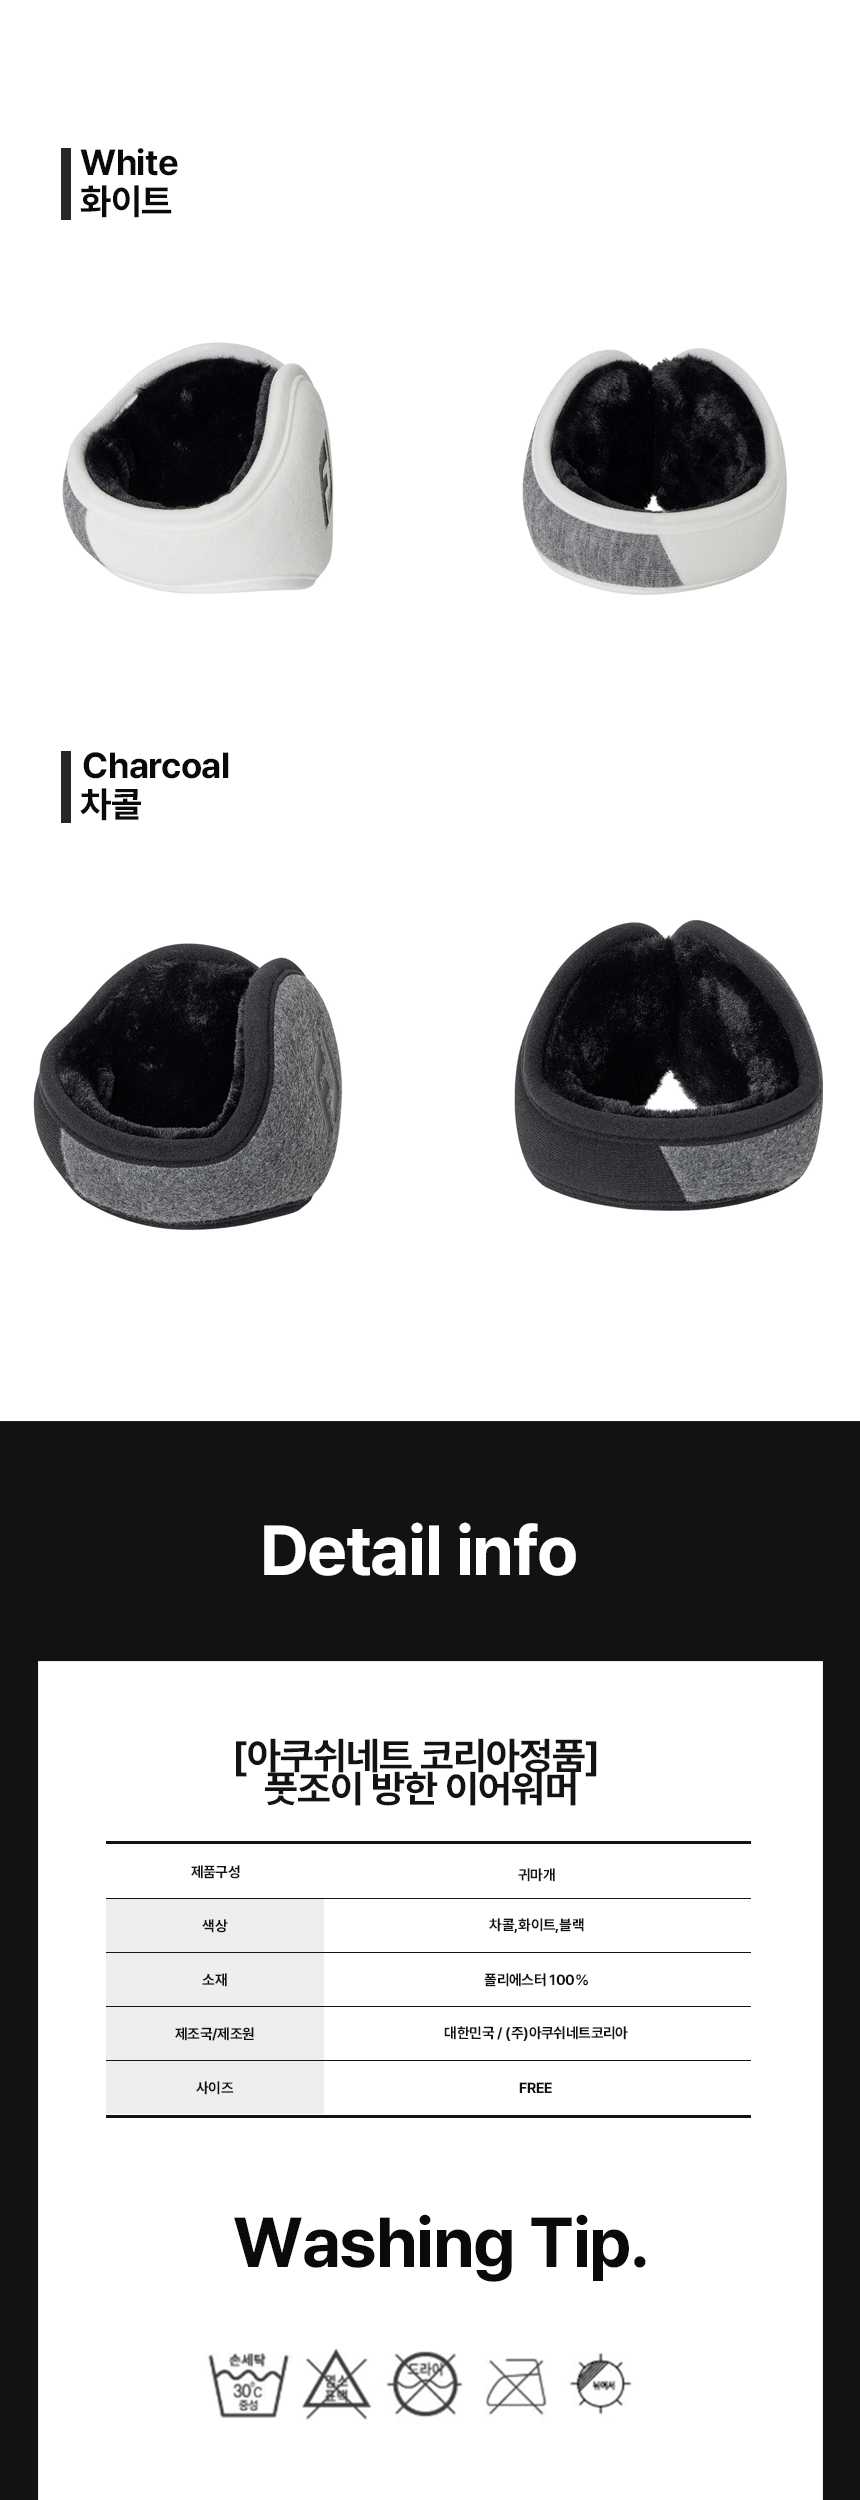 White
화이트
Charcoal
차콜
Detail info
[아쿠쉬네트 코리아정품]
풋조이 방한 이어워머
제품구성 귀마개
색상 차콜,화이트,블랙
소재 폴리에스터 100%
제조국/제조원 대한민국 / (주)아쿠쉬네트코리아
사이즈 FREE
Washing Tip.
손세탁
30°C
중성
염소
표백
드라이
뉘어서